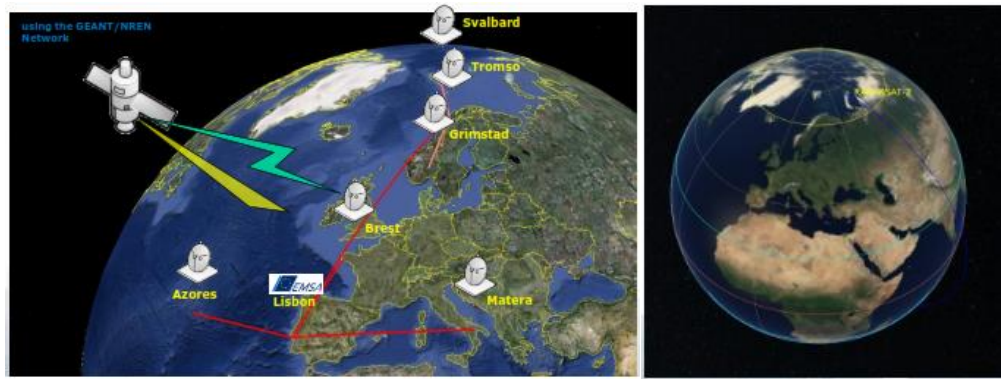 using the GEANT/NREN
Network
Svalbard
Tromso
Grimstad
Brest
EMSA
Azores
Lisbon
Matera